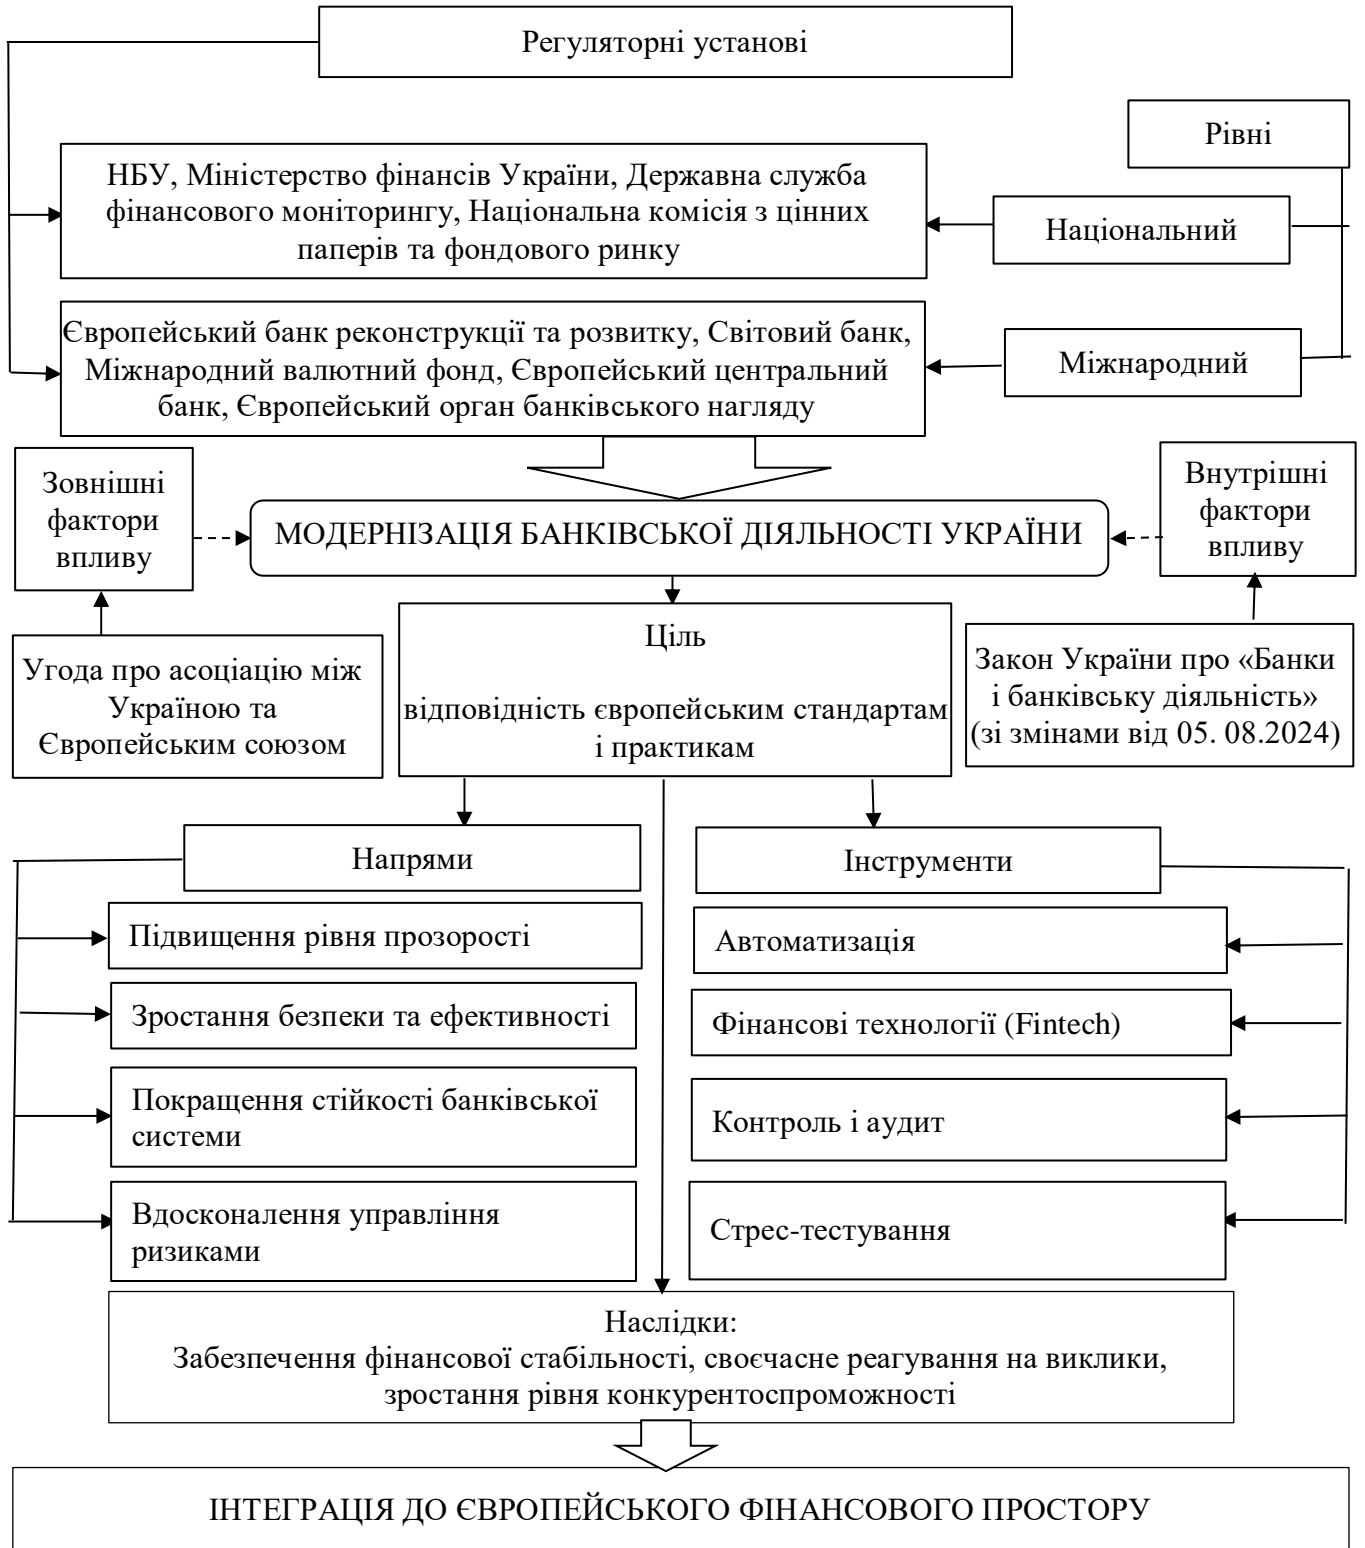 Регуляторні установі
Рівні
НБУ, Міністерство фінансів України, Державна служба
фінансового моніторингу, Національна комісія з цінних
паперів та фондового ринку
Національний
Європейський банк реконструкції та розвитку, Світовий банк,
Міжнародний валютний фонд, Європейський центральний
банк, Європейський орган банківського нагляду
Міжнародний
Зовнішні
фактори
впливу
МОДЕРНІЗАЦІЯ БАНКІВСЬКОЇ ДІЯЛЬНОСТІ УКРАЇНИ
Внутрішні
фактори
впливу
Угода про асоціацію між
Україною та
Європейським союзом
Ціль
відповідність європейським стандартам
і практикам
Закон України про «Банки
і банківську діяльність»
(зі змінами від 05. 08.2024)
Напрями
Інструменти
Підвищення рівня прозорості
Автоматизація
Зростання безпеки та ефективності
Фінансові технології (Fintech)
Покращення стійкості банківської
системи
Контроль і аудит
Вдосконалення управління
ризиками
Стрес-тестування
Наслідки:
Забезпечення фінансової стабільності, своєчасне реагування на виклики,
зростання рівня конкурентоспроможності
ІНТЕГРАЦІЯ ДО ЄВРОПЕЙСЬКОГО ФІНАНСОВОГО ПРОСТОРУ